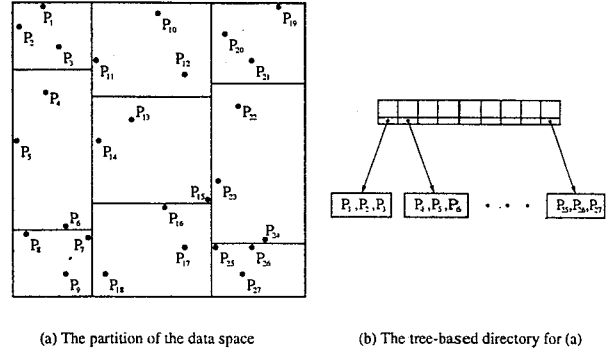 P1
P2
P3
P4
P5
P6
P7
P8
P9
P10
P11
P12
P13
P14
P15
P16
P17
P18
P19
P20
P21
P22
P23
P24
P25
P26
P27
P1, P2, P3
P4, P5, P6
P25, P26, P27
(a) The partition of the data space
(b) The tree-based directory for (a)